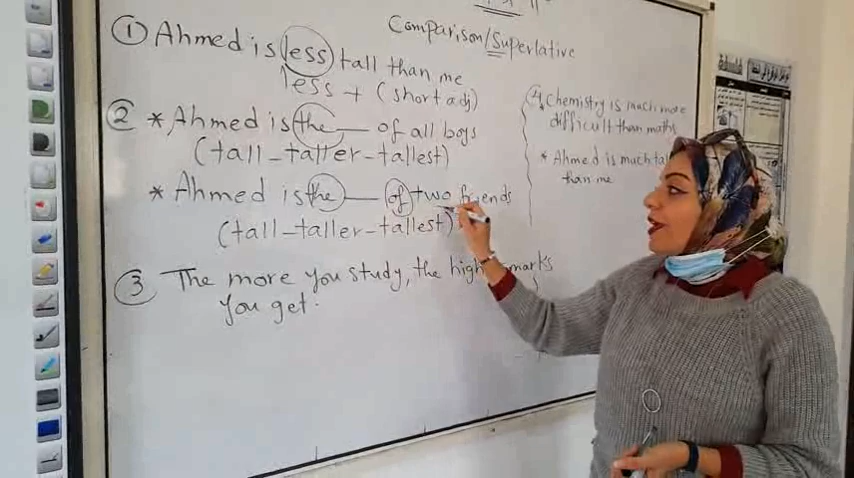 Comparison/Superlative
① Ahmed is less tall than me
less + (short adj)
② * Ahmed is the ___ of all boys
(tall - taller - tallest)
* Ahmed is the ___ of two friends
(tall - taller - tallest)
③ The more you study, the high marks
you get.
④ * Chemistry is much more
difficult than maths
* Ahmed is much tal
than me